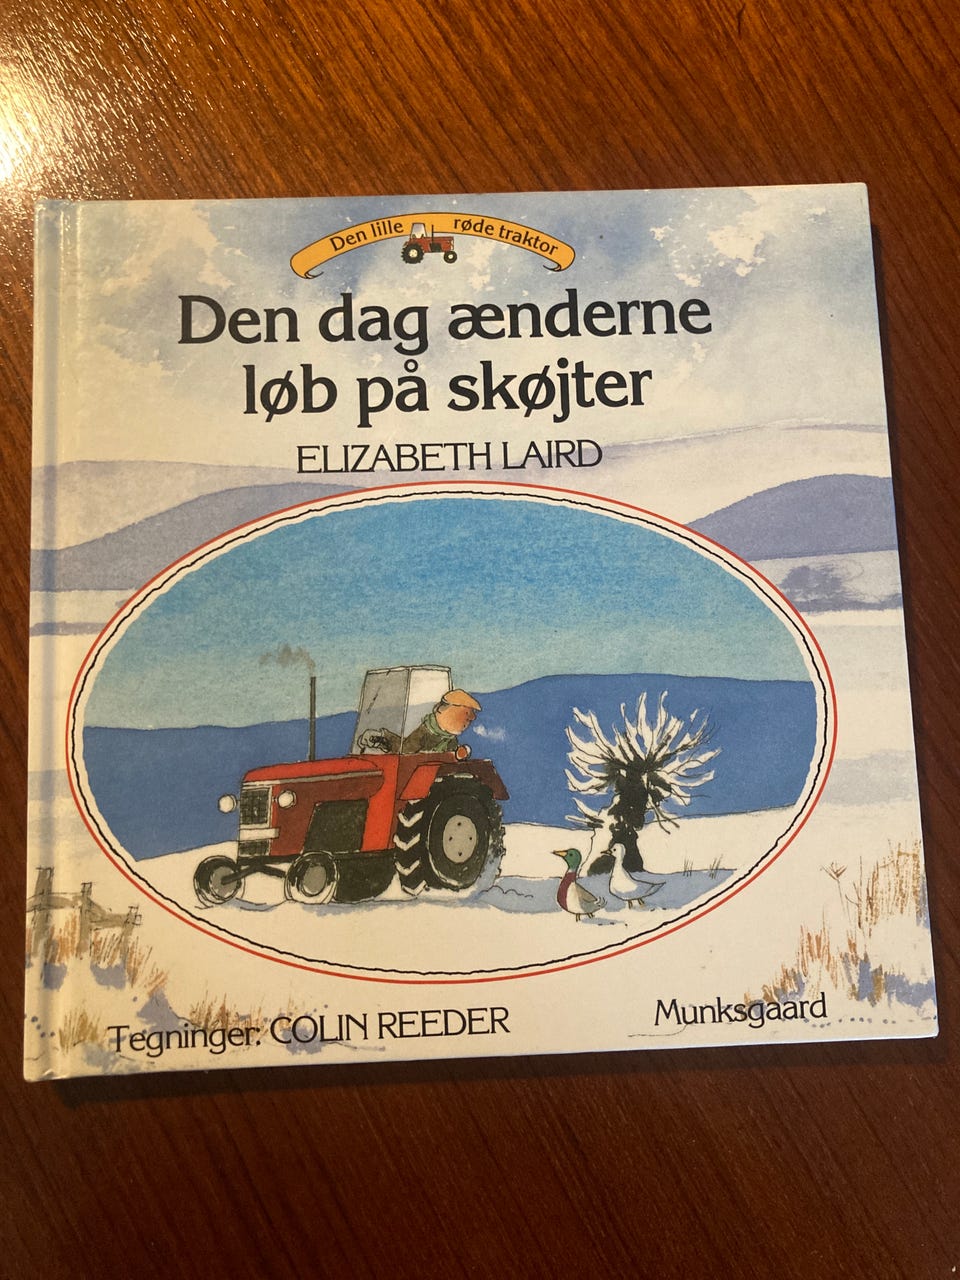 Den lille røde traktor
Den dag ænderne
løb på skøjter
ELIZABETH LAIRD
Tegninger: COLIN REEDER
Munksgaard